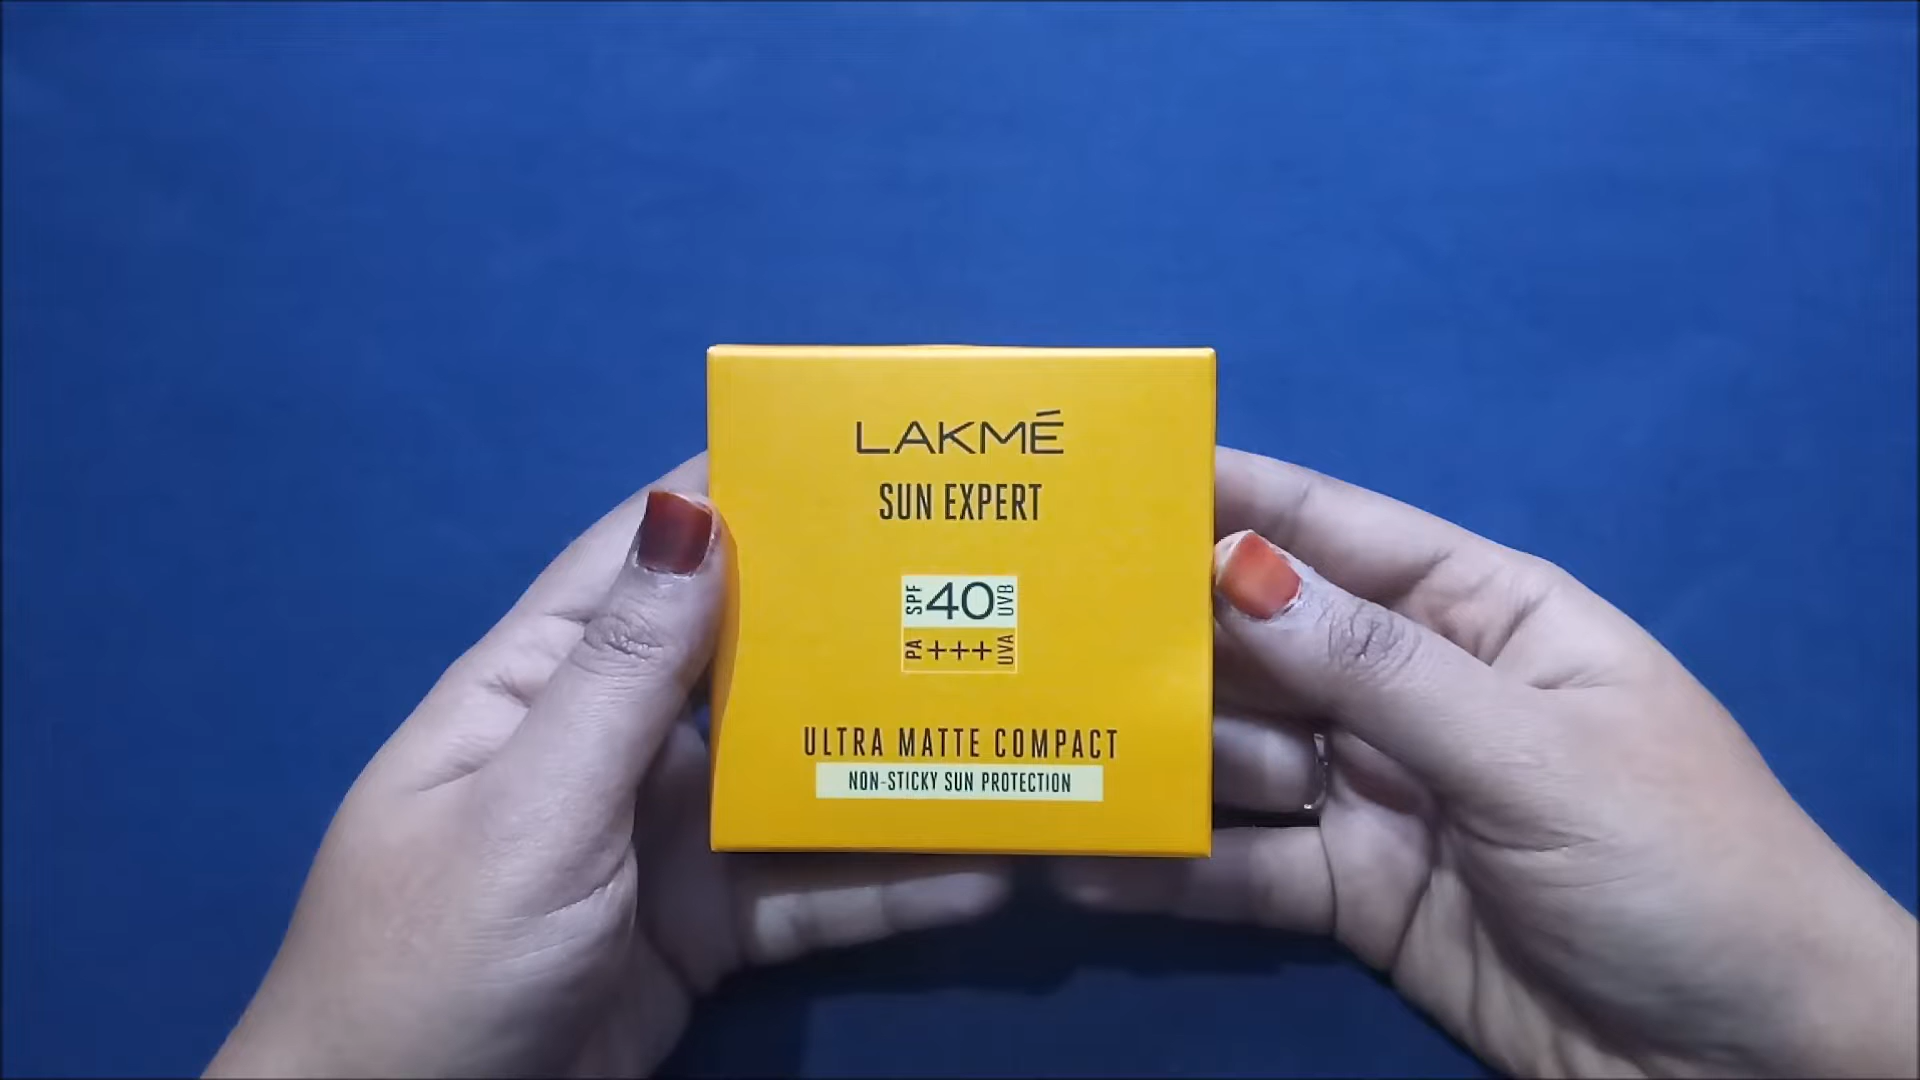 LAKMÉ
SUN EXPERT
SPF 40 UVB
PA +++ UVA
ULTRA MATTE COMPACT
NON-STICKY SUN PROTECTION